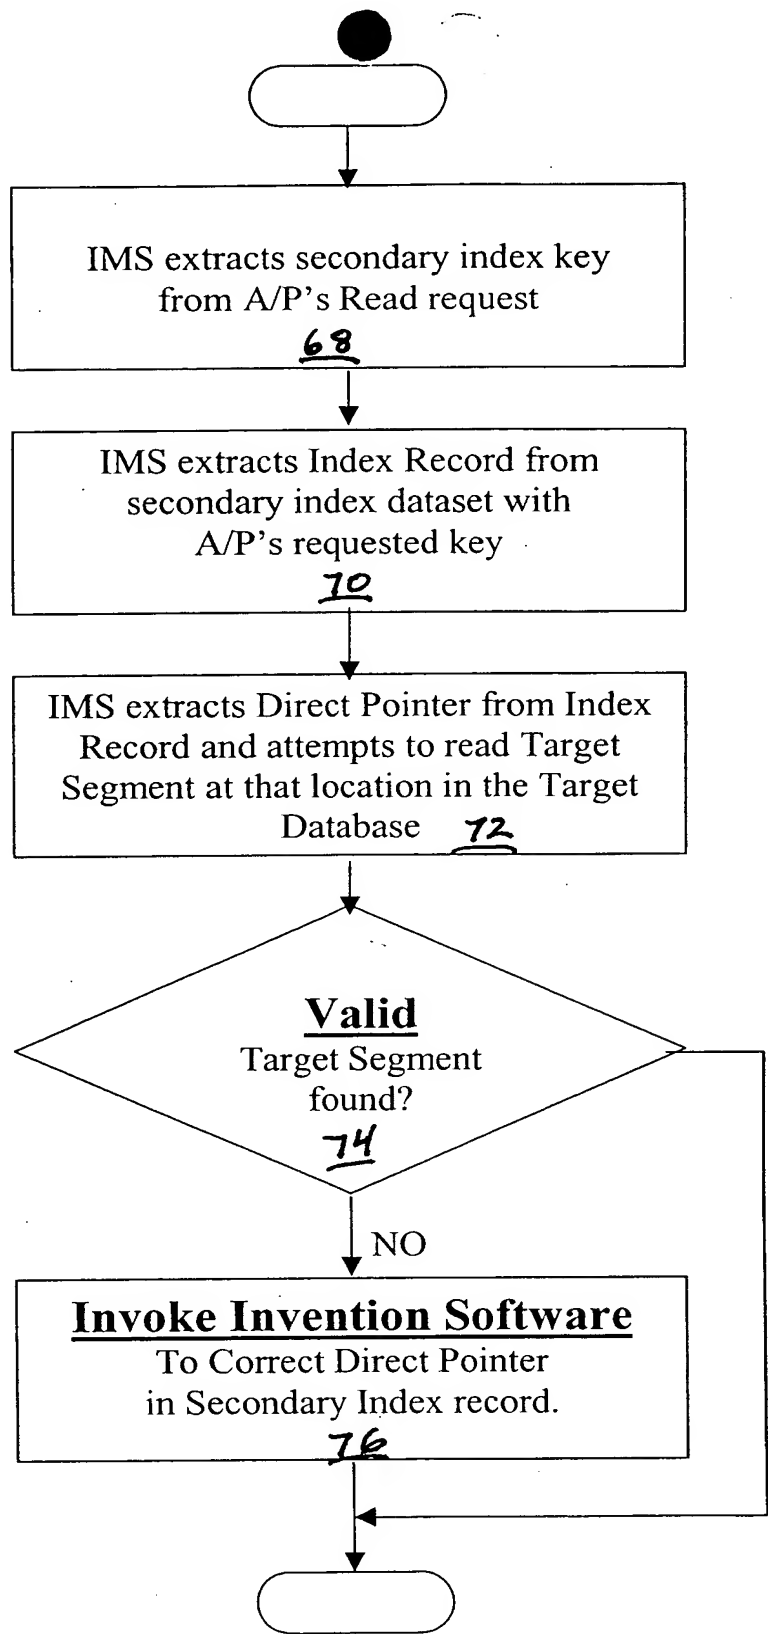 IMS extracts secondary index key
from A/P's Read request
68
IMS extracts Index Record from
secondary index dataset with
A/P's requested key
70
IMS extracts Direct Pointer from Index
Record and attempts to read Target
Segment at that location in the Target
Database 72
Valid
Target Segment
found?
74
NO
Invoke Invention Software
To Correct Direct Pointer
in Secondary Index record.
76